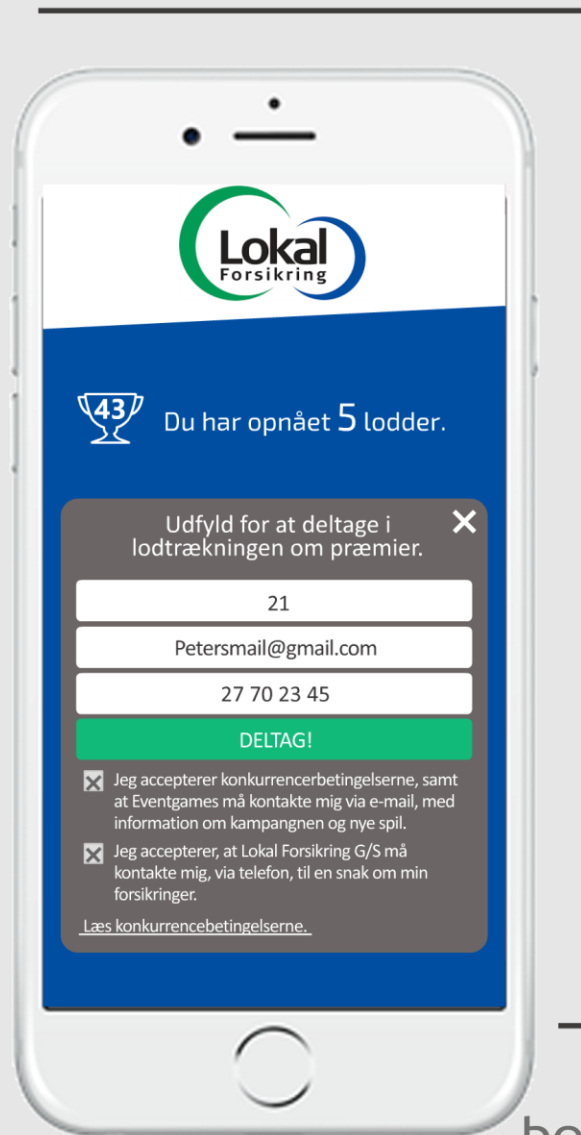 Lokal
Forsikring
43
Du har opnået 5 lodder.
Udfyld for at deltage i
lodtrækningen om præmier.
21
Petersmail@gmail.com
27 70 23 45
DELTAG!
Jeg accepterer konkurrencerbetingelserne, samt
at Eventgames må kontakte mig via e-mail, med
information om kampangnen og nye spil.
Jeg accepterer, at Lokal Forsikring G/S må
kontakte mig, via telefon, til en snak om min
forsikringer.
Læs konkurrencebetingelserne.